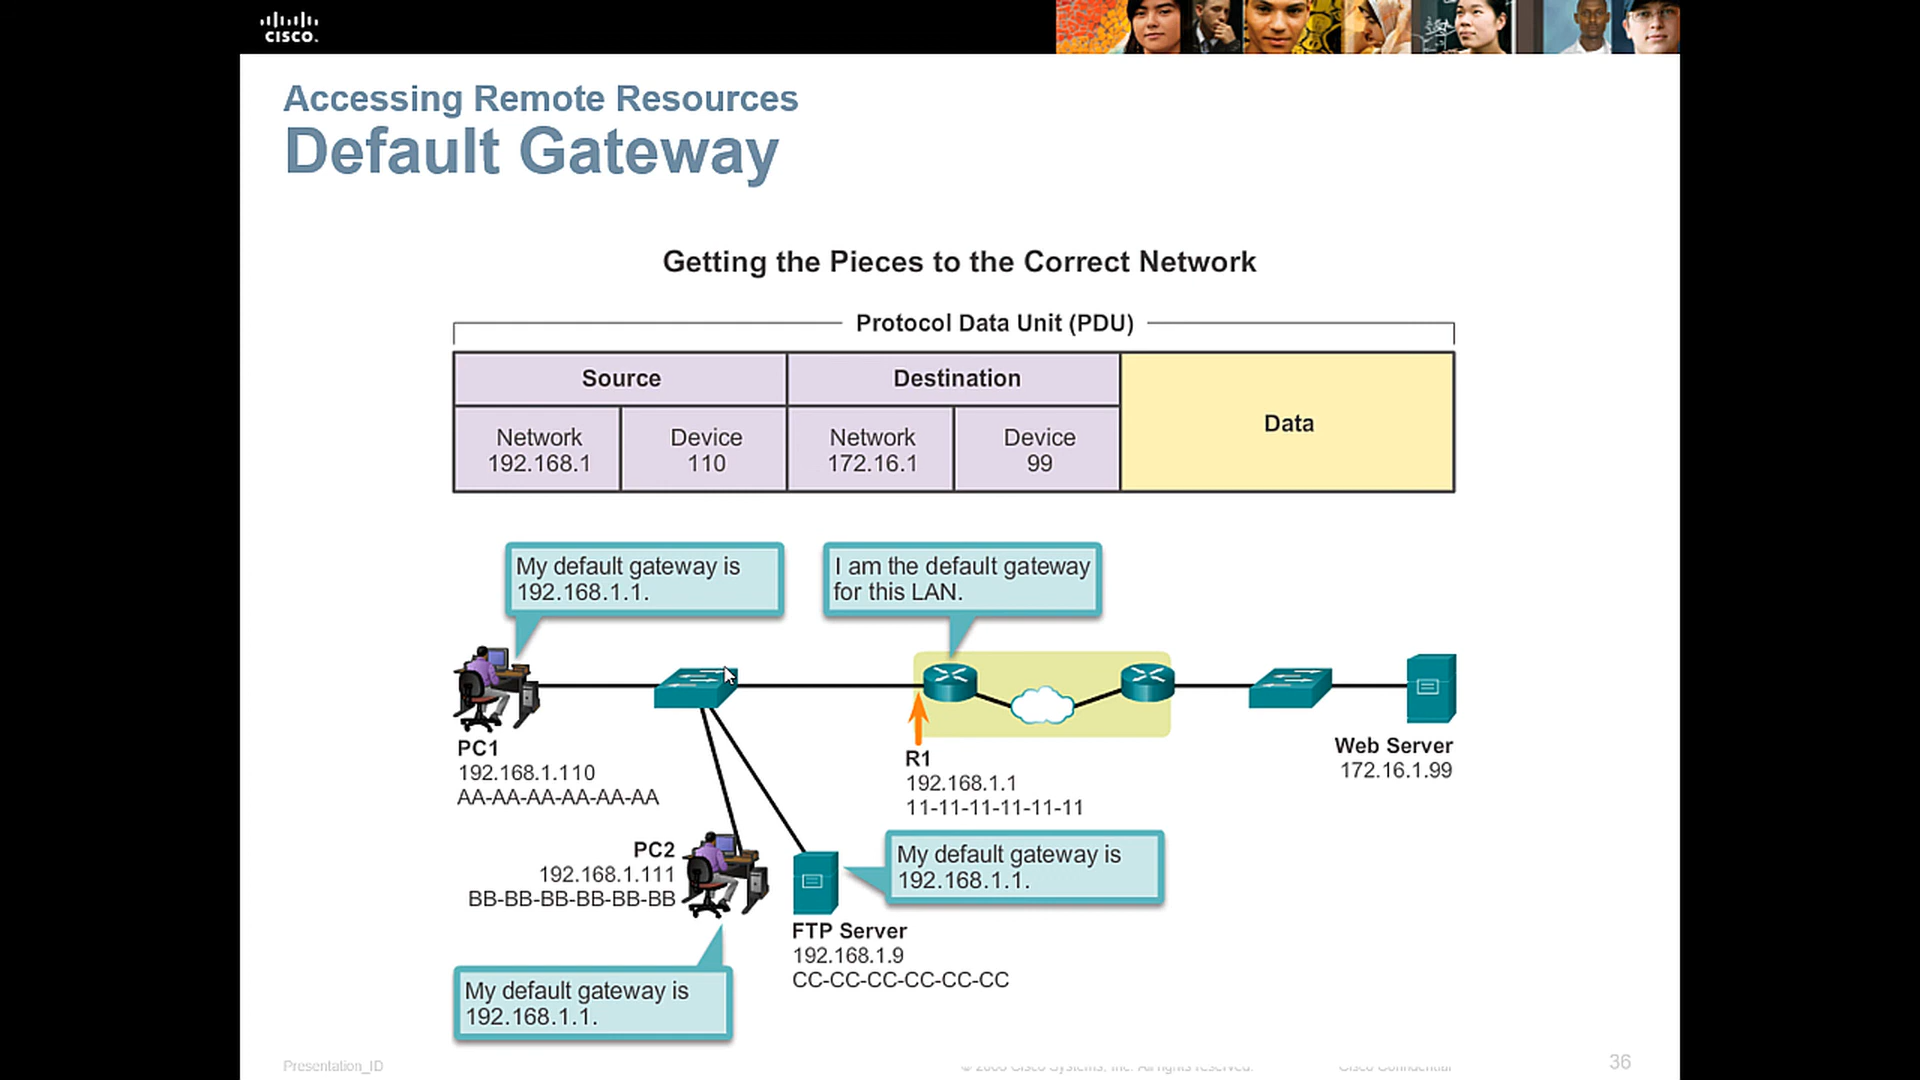 CISCO.
Accessing Remote Resources
Default Gateway
Getting the Pieces to the Correct Network
Protocol Data Unit (PDU)
Source
Destination
Data
Network
192.168.1
Device
110
Network
172.16.1
Device
99
My default gateway is
192.168.1.1.
I am the default gateway
for this LAN.
PC1
192.168.1.110
AA-AA-AA-AA-AA-AA
R1
192.168.1.1
11-11-11-11-11-11
Web Server
172.16.1.99
PC2
192.168.1.111
BB-BB-BB-BB-BB-BB
My default gateway is
192.168.1.1.
FTP Server
192.168.1.9
CC-CC-CC-CC-CC-CC
My default gateway is
192.168.1.1.
Presentation_ID
Cisco Systems, Inc. All rights reserved.
Cisco Confidential
36